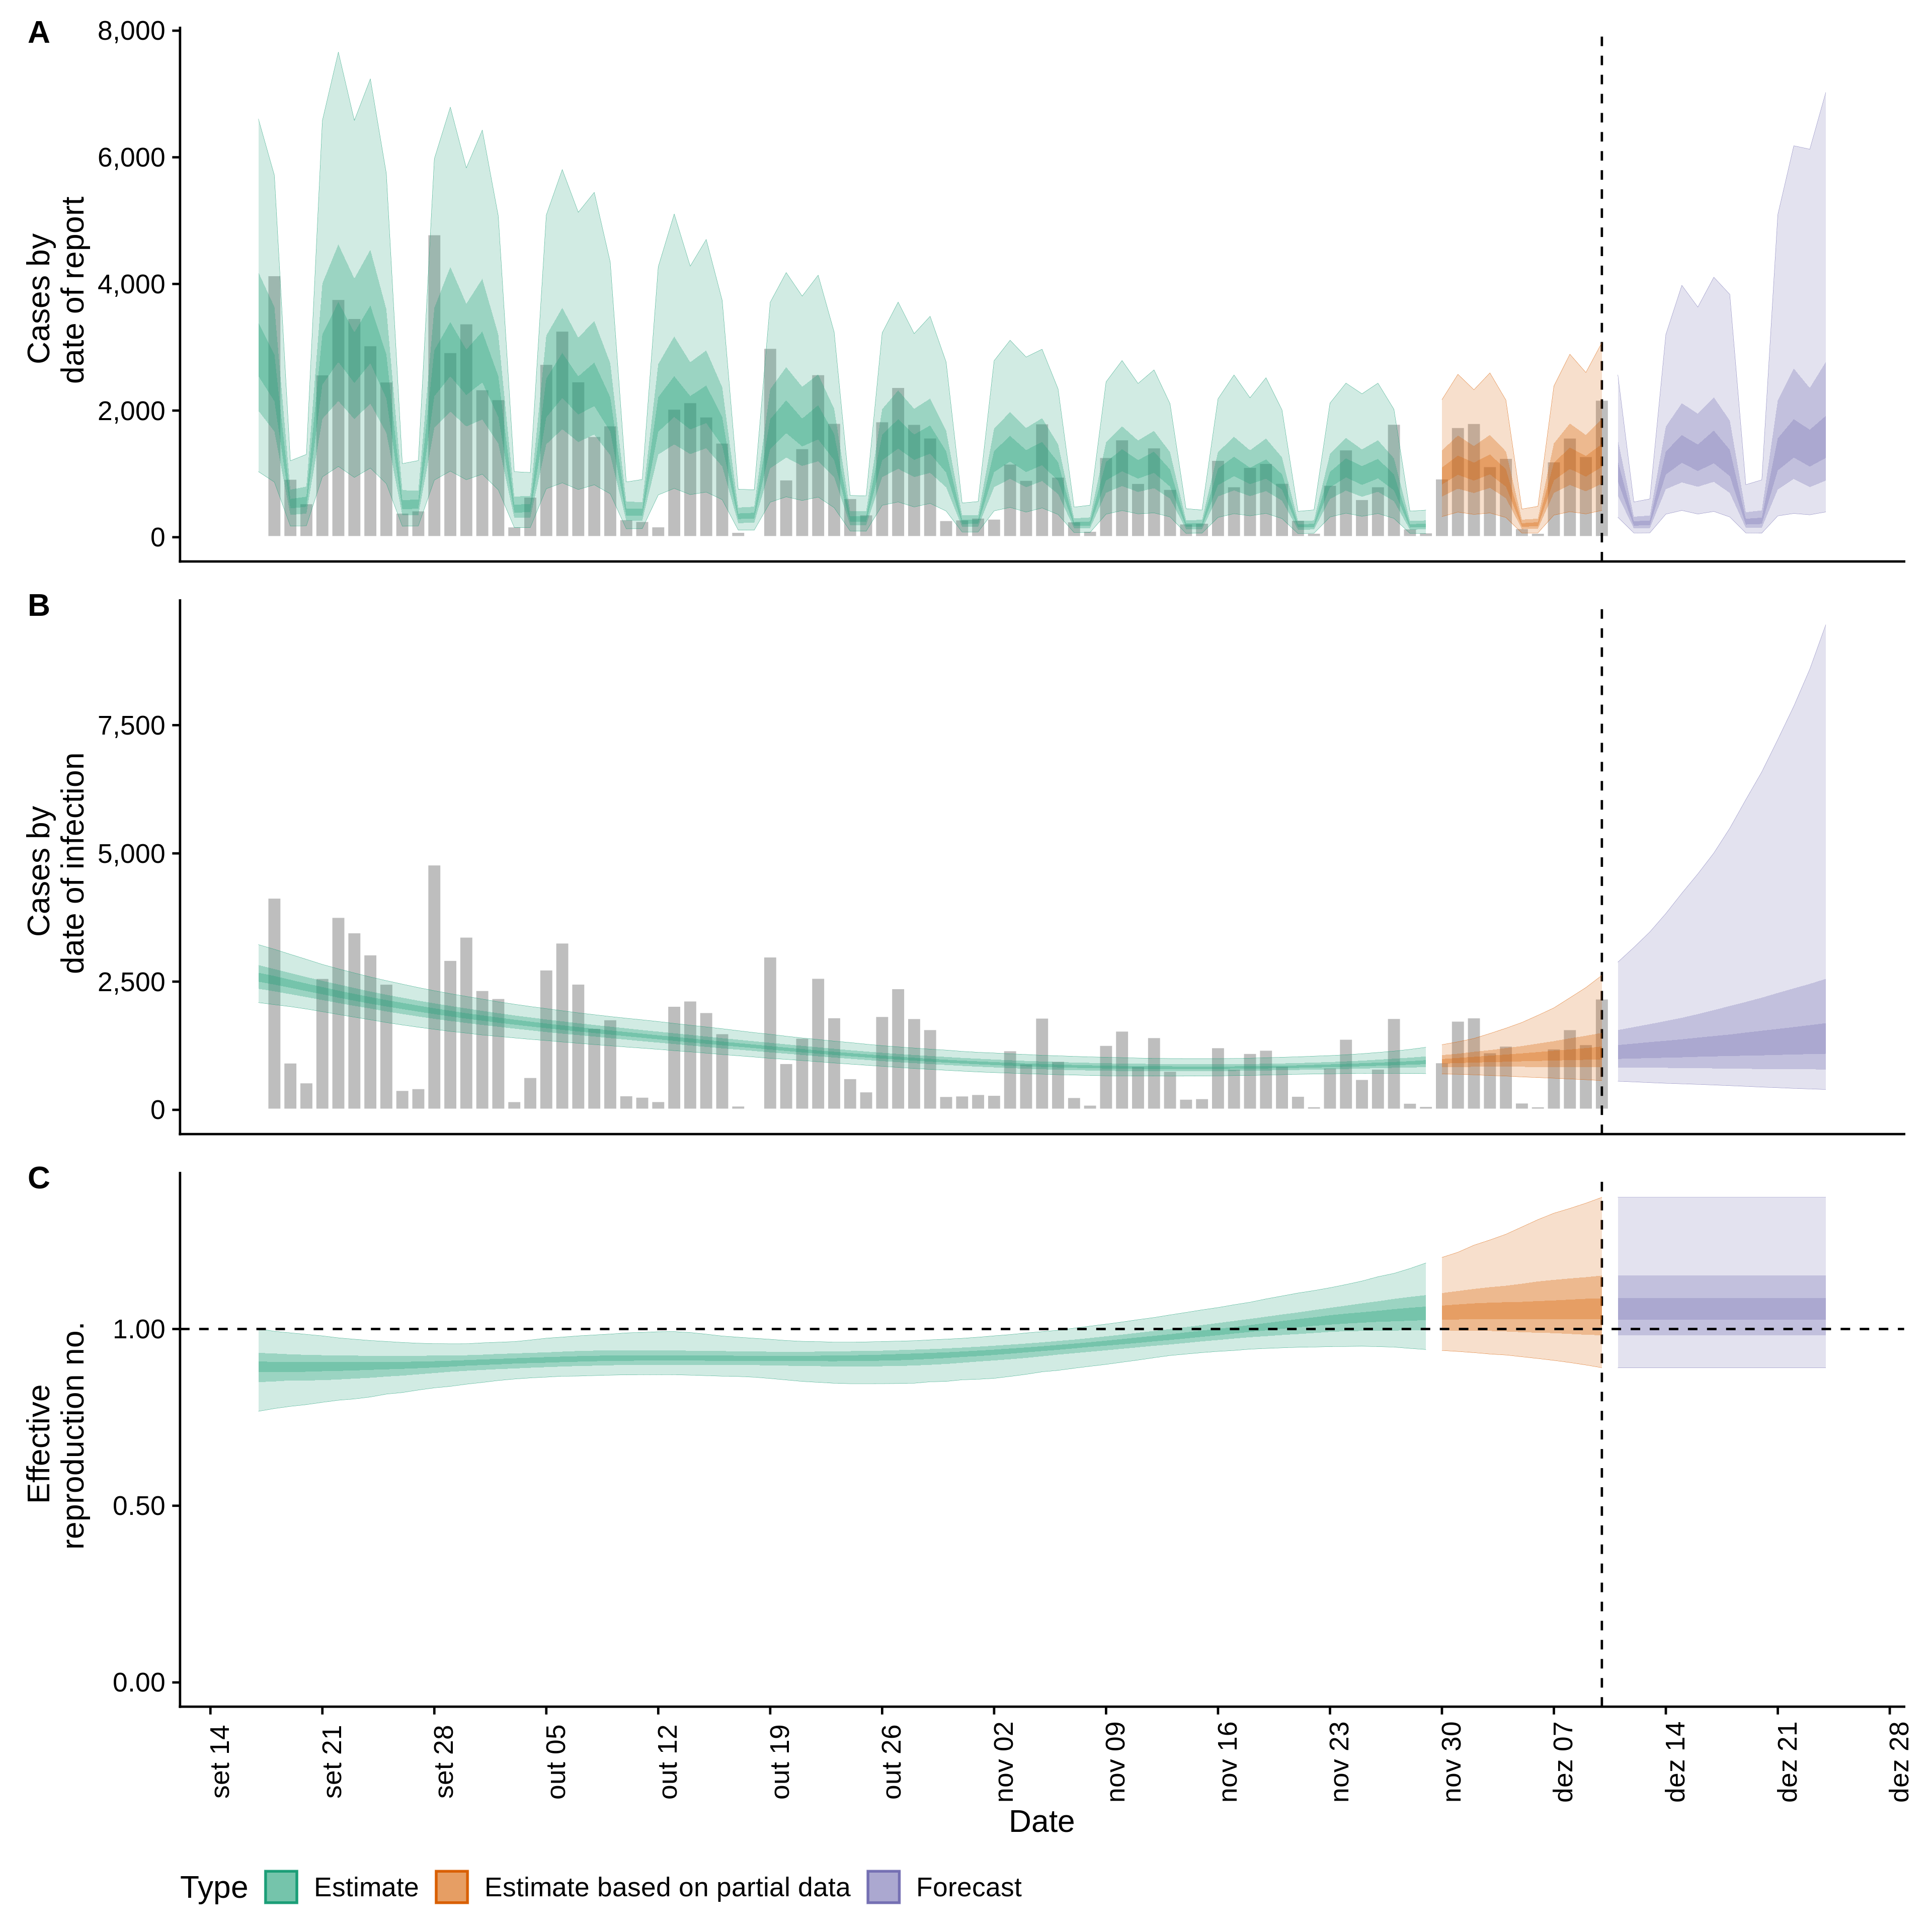 A
8,000
6,000
4,000
2,000
0
Cases by
date of report
B
7,500
5,000
2,500
0
Cases by
date of infection
C
1.00
0.50
0.00
Effective
reproduction no.
set 14
set 21
set 28
out 05
out 12
out 19
out 26
nov 02
nov 09
nov 16
nov 23
nov 30
dez 07
dez 14
dez 21
dez 28
Date
Type
Estimate
Estimate based on partial data
Forecast